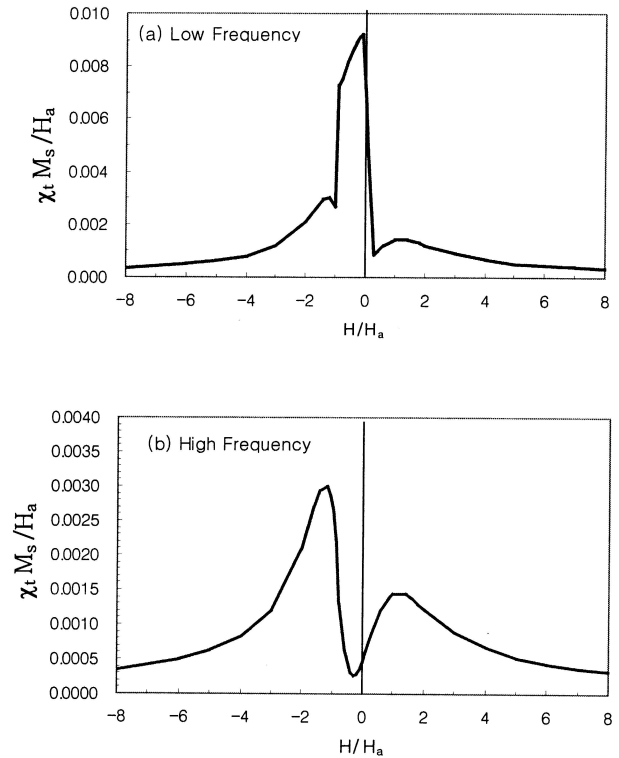 (a) Low Frequency
χt Ms /Ha
0.010
0.008
0.006
0.004
0.002
0.000
−8 −6 −4 −2 0 2 4 6 8
H/Ha
(b) High Frequency
χt Ms /Ha
0.0040
0.0035
0.0030
0.0025
0.0020
0.0015
0.0010
0.0005
0.0000
−8 −6 −4 −2 0 2 4 6 8
H/Ha